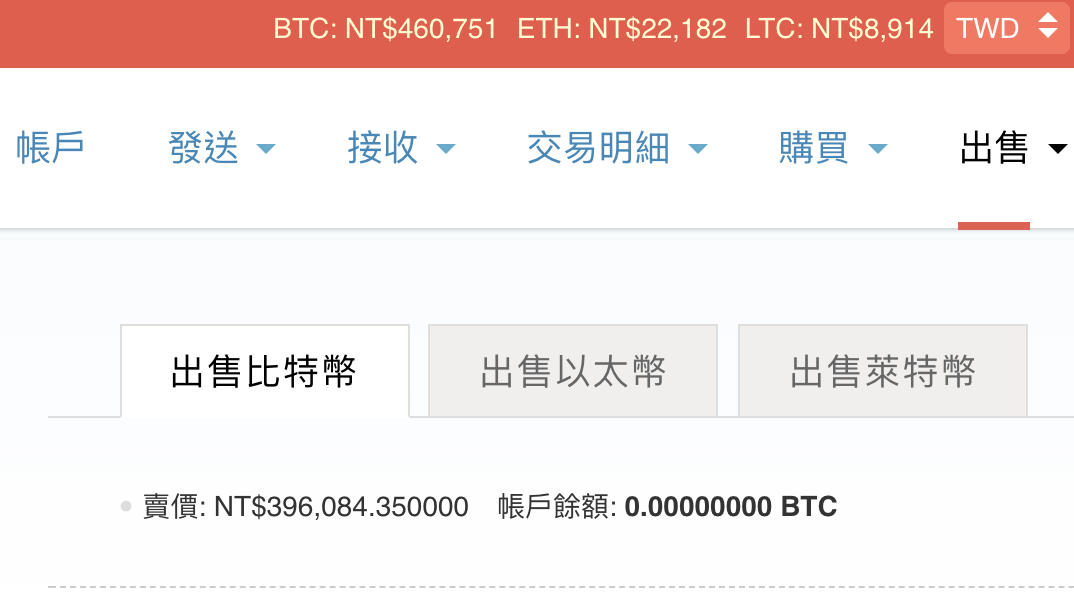 BTC: NT$460,751 ETH: NT$22,182 LTC: NT$8,914 TWD
帳戶 發送 接收 交易明細 購買 出售
出售比特幣 出售以太幣 出售萊特幣
賣價: NT$396,084.350000 帳戶餘額: 0.00000000 BTC